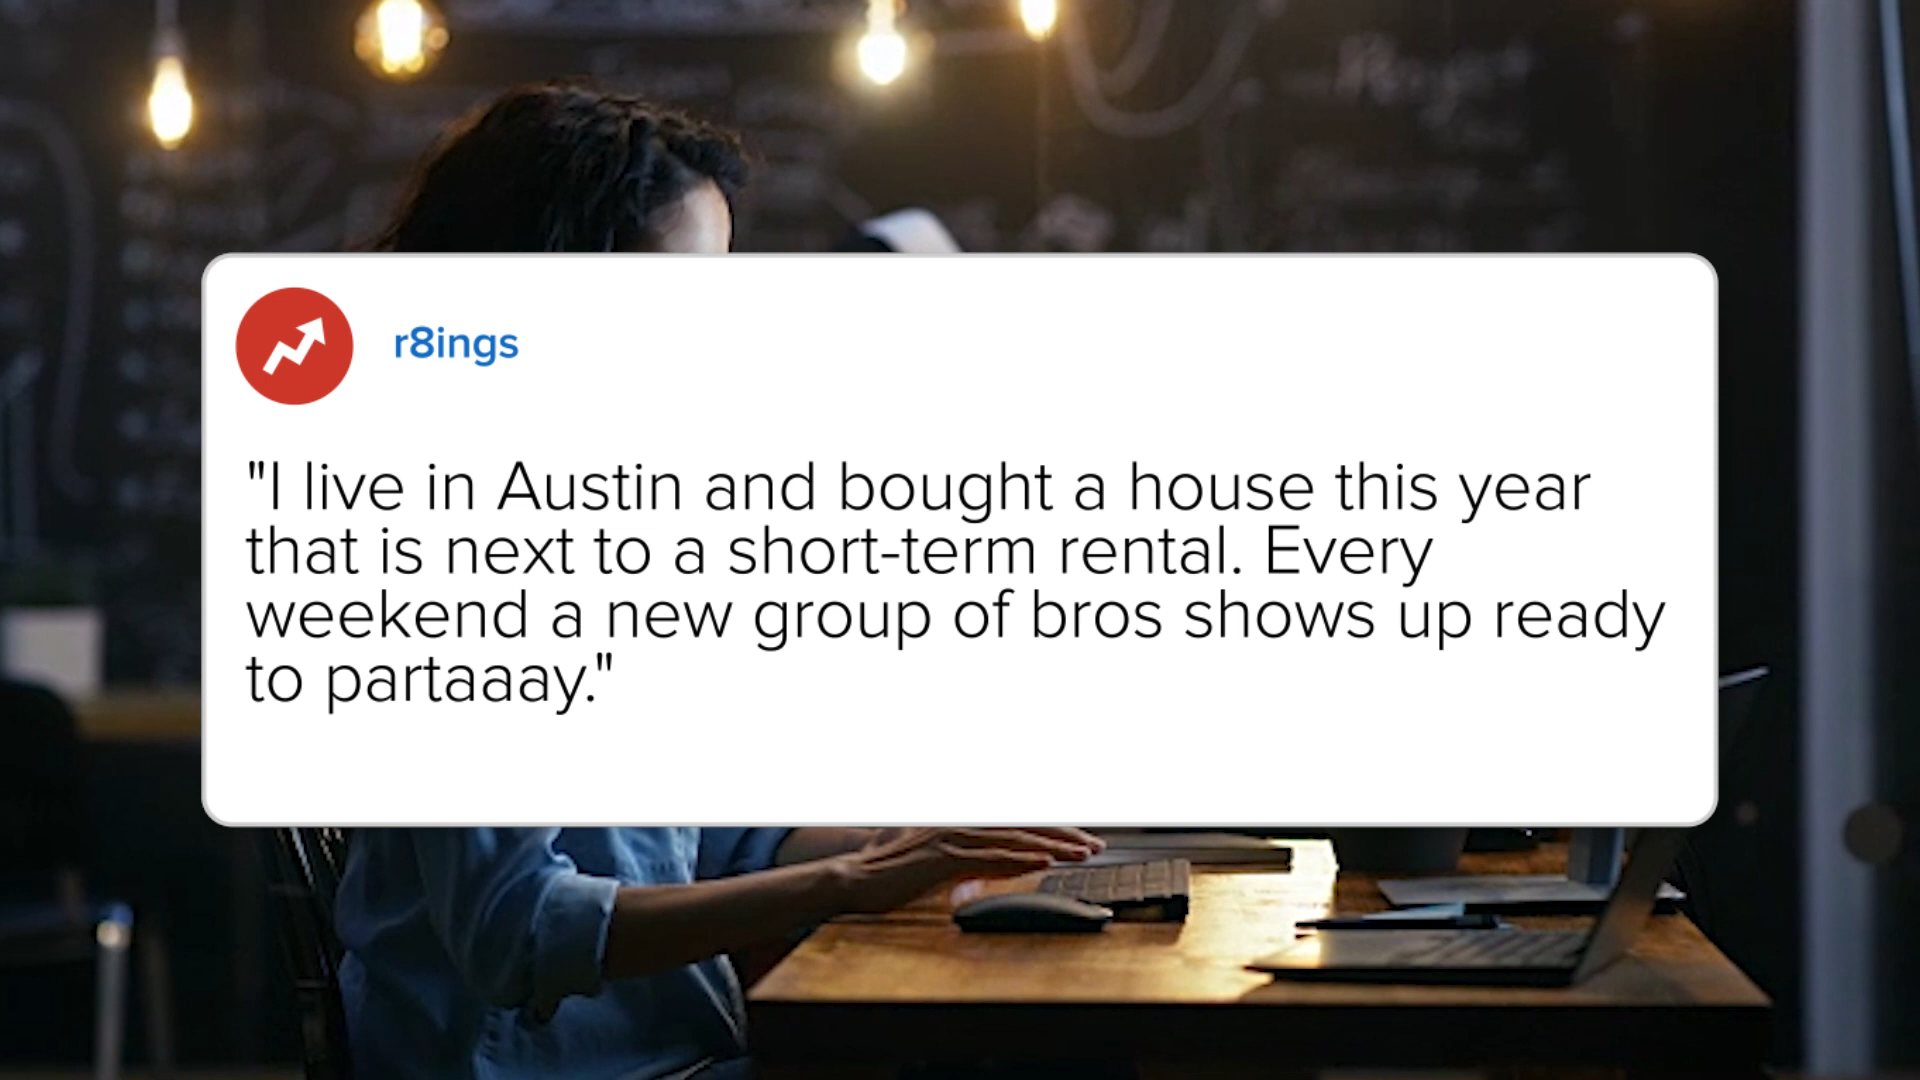 r8ings
"I live in Austin and bought a house this year
that is next to a short-term rental. Every
weekend a new group of bros shows up ready
to partaaay."